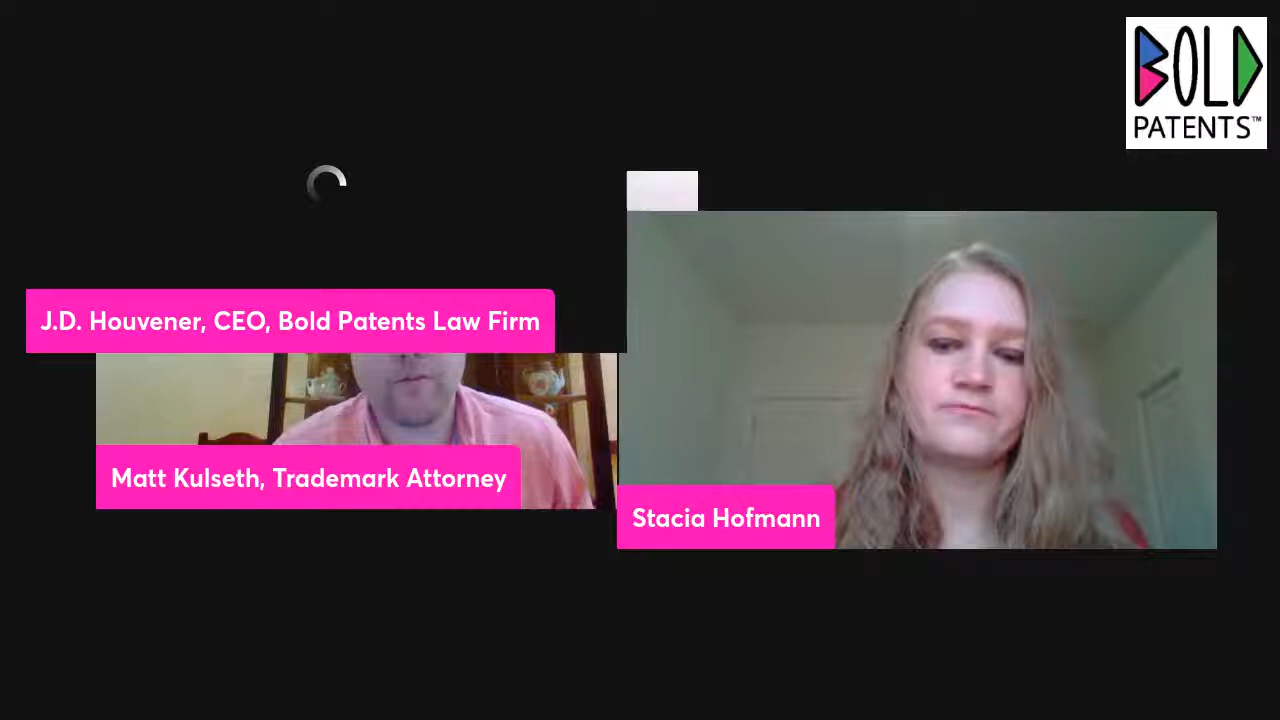 BOLD
PATENTS™
J.D. Houvener, CEO, Bold Patents Law Firm
Matt Kulseth, Trademark Attorney
Stacia Hofmann